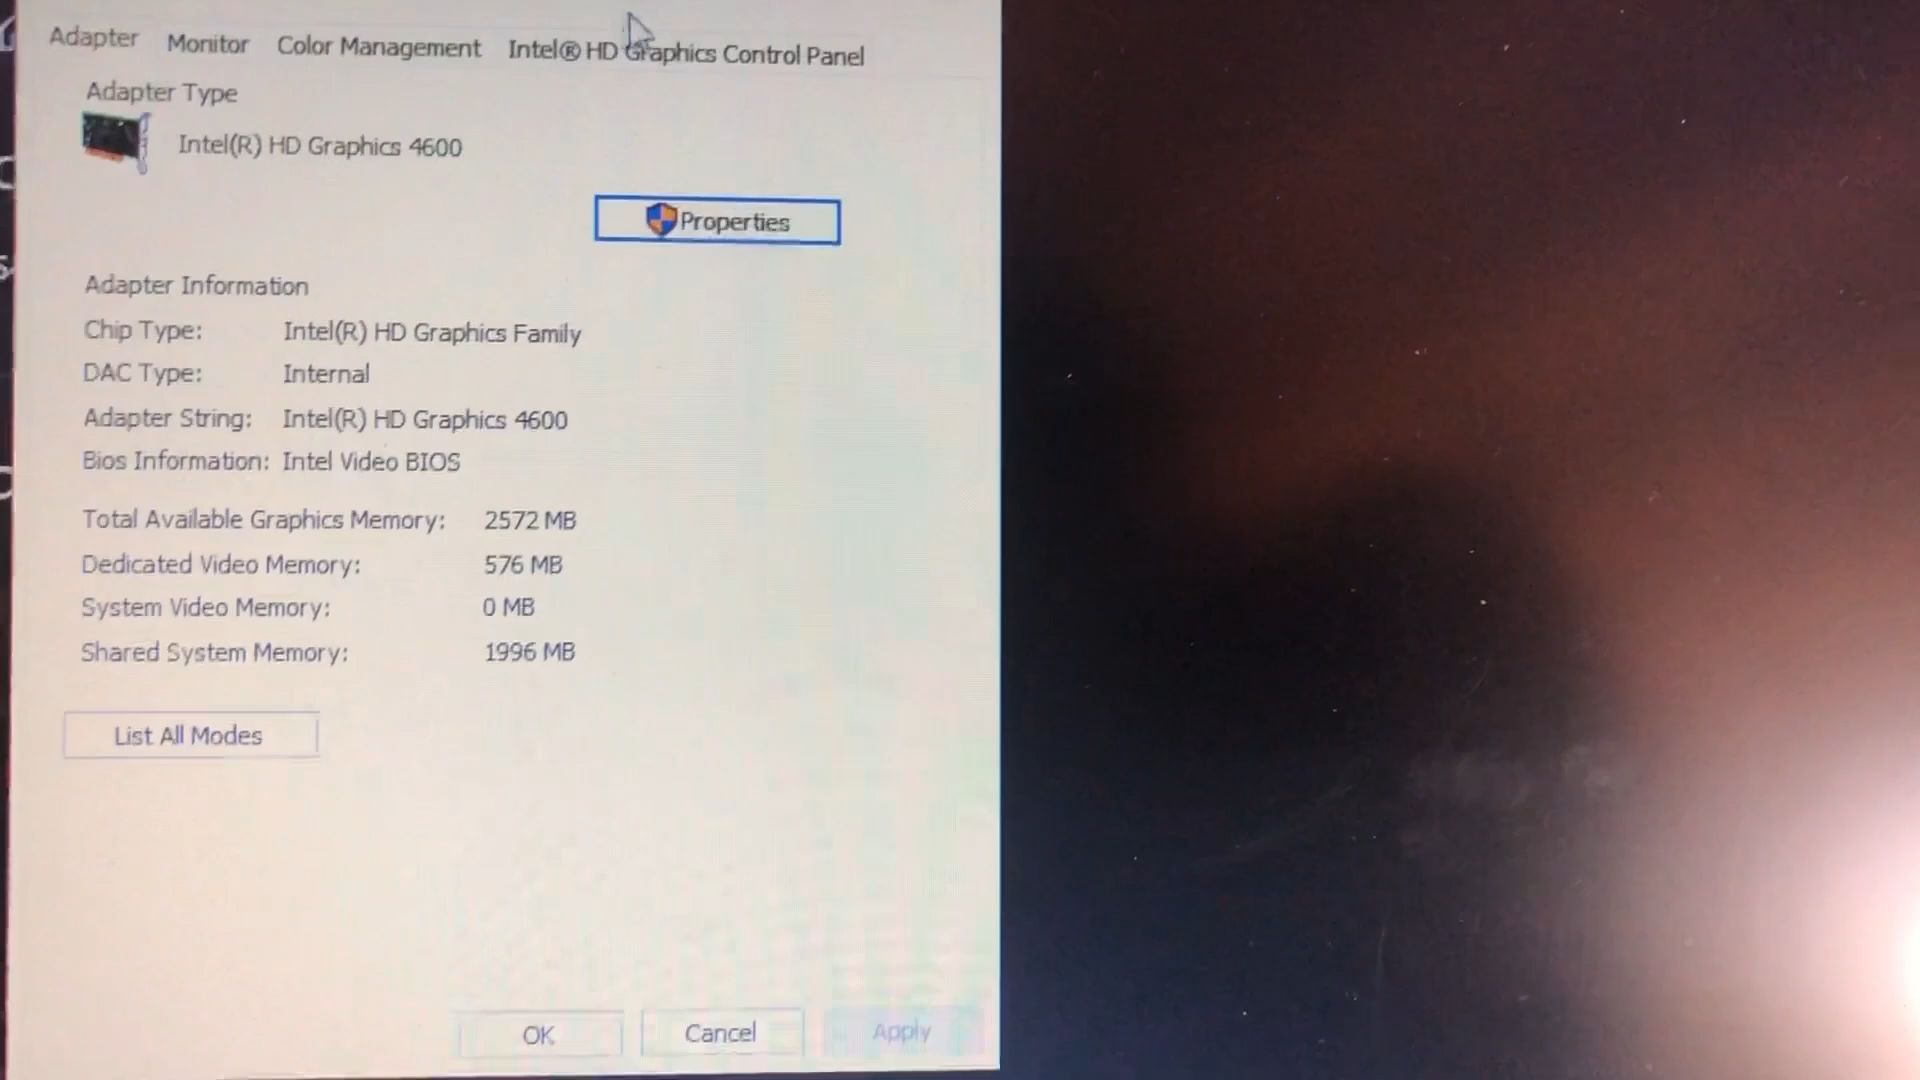 Adapter Monitor Color Management Intel® HD Graphics Control Panel
Adapter Type
Intel(R) HD Graphics 4600
Properties
Adapter Information
Chip Type: Intel(R) HD Graphics Family
DAC Type: Internal
Adapter String: Intel(R) HD Graphics 4600
Bios Information: Intel Video BIOS
Total Available Graphics Memory: 2572 MB
Dedicated Video Memory: 576 MB
System Video Memory: 0 MB
Shared System Memory: 1996 MB
List All Modes
OK Cancel Apply